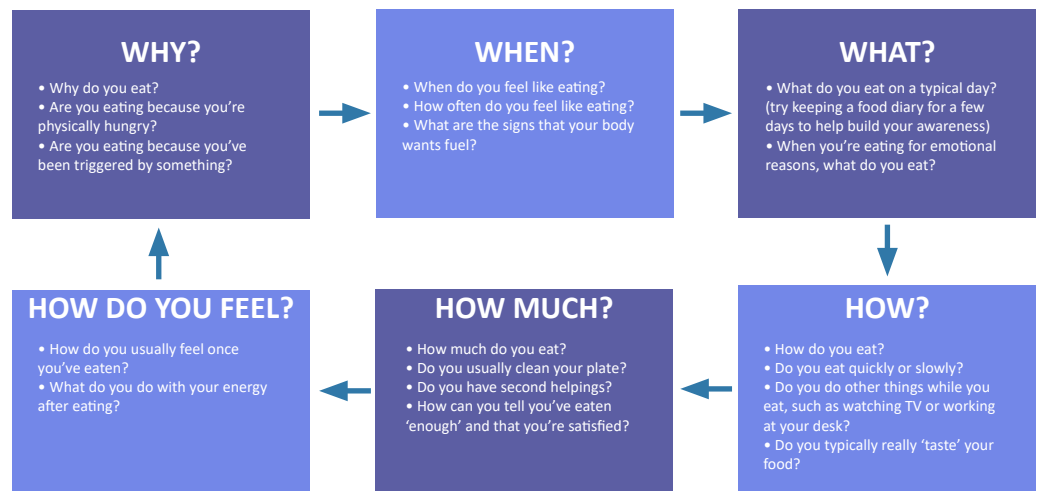 WHY?
• Why do you eat?
• Are you eating because you’re
physically hungry?
• Are you eating because you’ve
been triggered by something?
WHEN?
• When do you feel like eating?
• How often do you feel like eating?
• What are the signs that your body
wants fuel?
WHAT?
• What do you eat on a typical day?
(try keeping a food diary for a few
days to help build your awareness)
• When you’re eating for emotional
reasons, what do you eat?
HOW?
• How do you eat?
• Do you eat quickly or slowly?
• Do you do other things while you
eat, such as watching TV or working
at your desk?
• Do you typically really ‘taste’ your
food?
HOW MUCH?
• How much do you eat?
• Do you usually clean your plate?
• Do you have second helpings?
• How can you tell you’ve eaten
‘enough’ and that you’re satisfied?
HOW DO YOU FEEL?
• How do you usually feel once
you’ve eaten?
• What do you do with your energy
after eating?